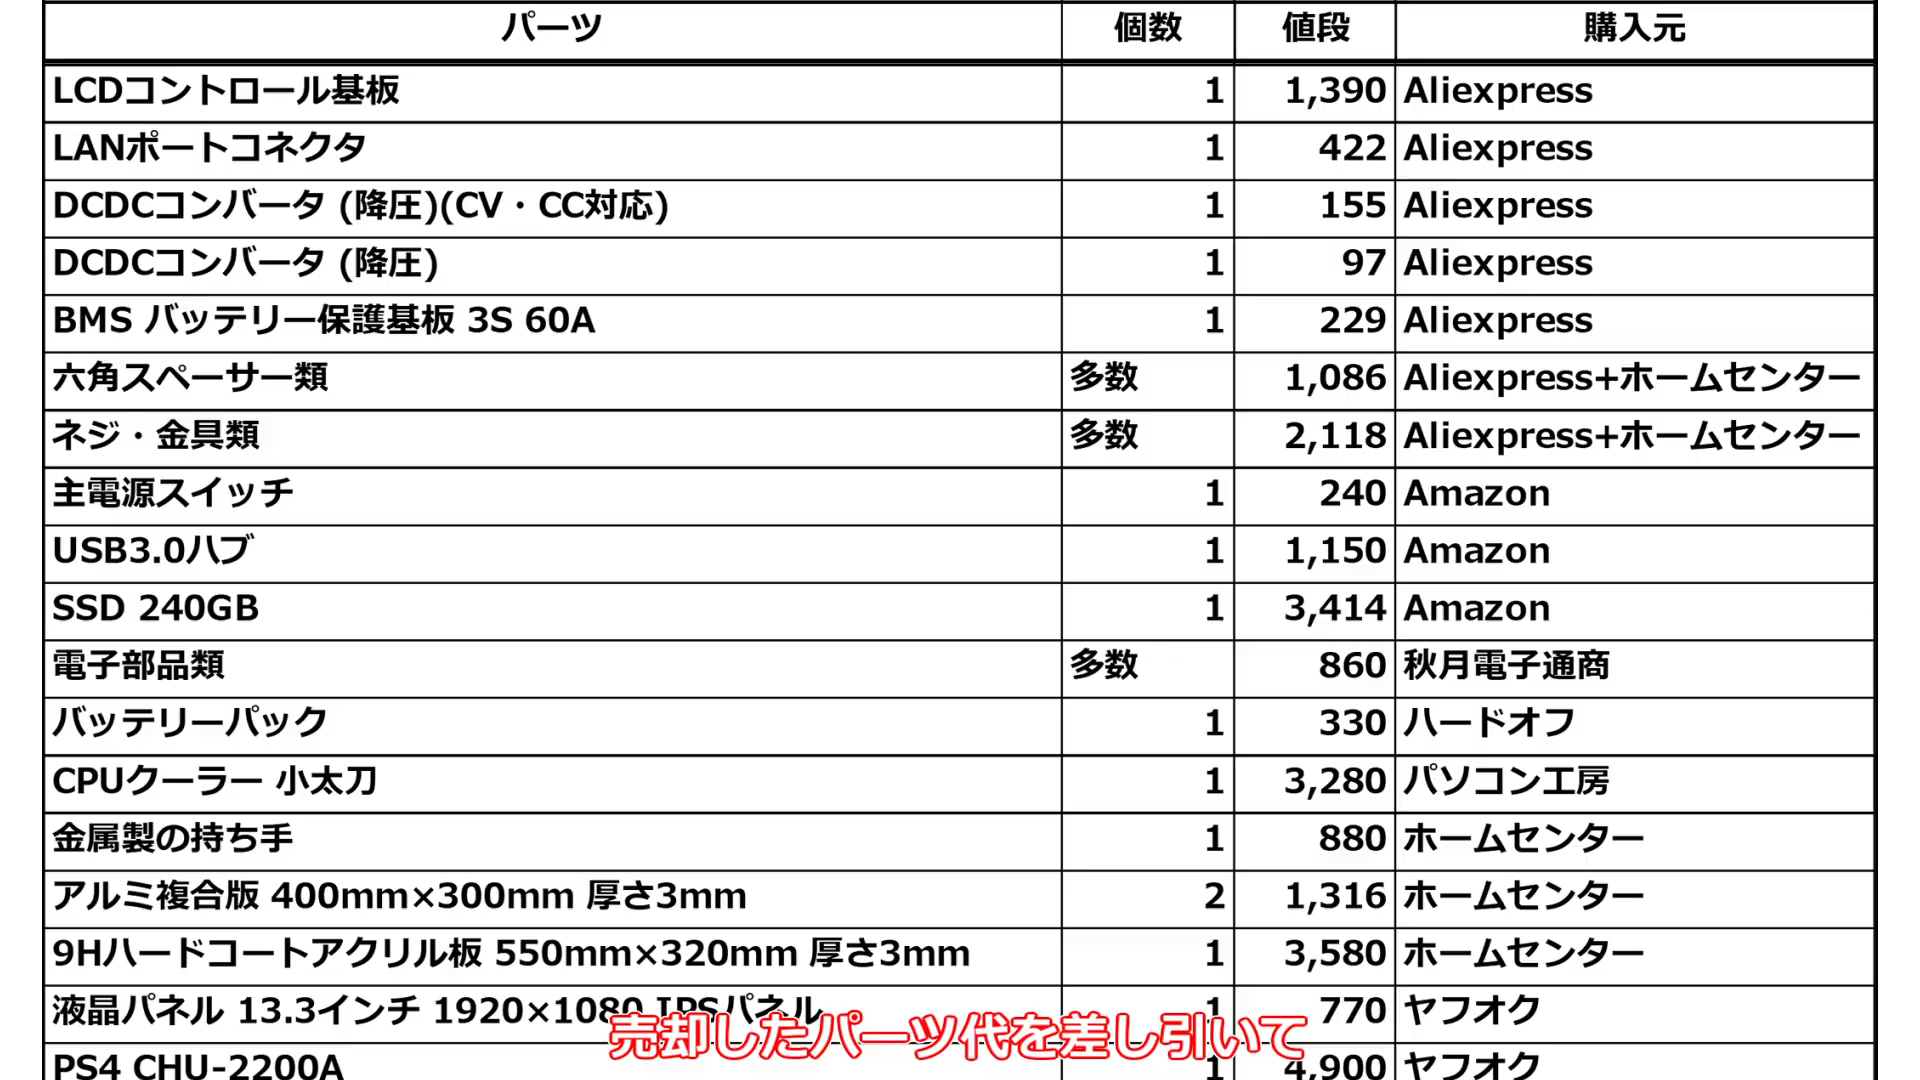 パーツ 個数 値段 購入元
LCDコントロール基板 1 1,390 Aliexpress
LANポートコネクタ 1 422 Aliexpress
DCDCコンバータ (降圧)(CV・CC対応) 1 155 Aliexpress
DCDCコンバータ (降圧) 1 97 Aliexpress
BMS バッテリー保護基板 3S 60A 1 229 Aliexpress
六角スペーサー類 多数 1,086 Aliexpress+ホームセンター
ネジ・金具類 多数 2,118 Aliexpress+ホームセンター
主電源スイッチ 1 240 Amazon
USB3.0ハブ 1 1,150 Amazon
SSD 240GB 1 3,414 Amazon
電子部品類 多数 860 秋月電子通商
バッテリーパック 1 330 ハードオフ
CPUクーラー 小太刀 1 3,280 パソコン工房
金属製の持ち手 1 880 ホームセンター
アルミ複合版 400mm×300mm 厚さ3mm 2 1,316 ホームセンター
9Hハードコートアクリル板 550mm×320mm 厚さ3mm 1 3,580 ホームセンター
液晶パネル 13.3インチ 1920×1080 IPSパネル 1 770 ヤフオク
売却したパーツ代を差し引いて
PS4 CHU-2200A 1 4,900 ヤフオク